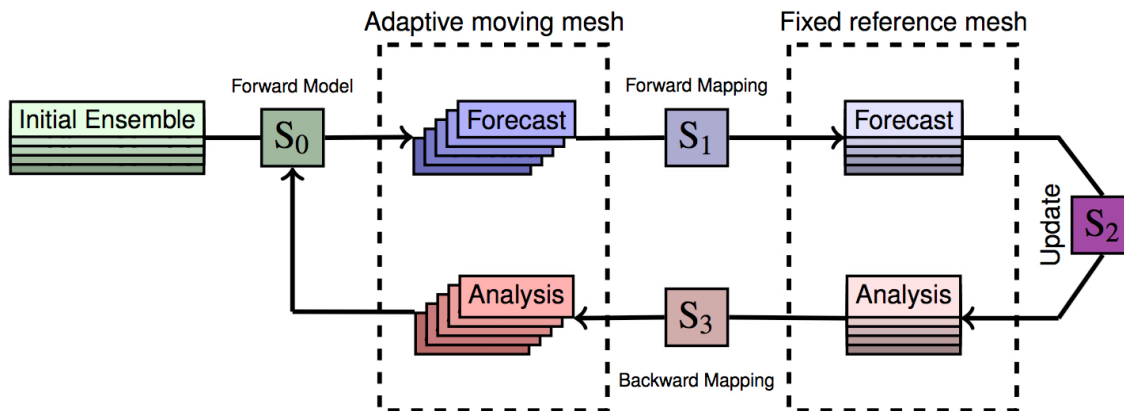 Adaptive moving mesh
Fixed reference mesh
Forward Model
Forward Mapping
Initial Ensemble
S0
Forecast
S1
Forecast
Update
S2
Analysis
S3
Analysis
Backward Mapping